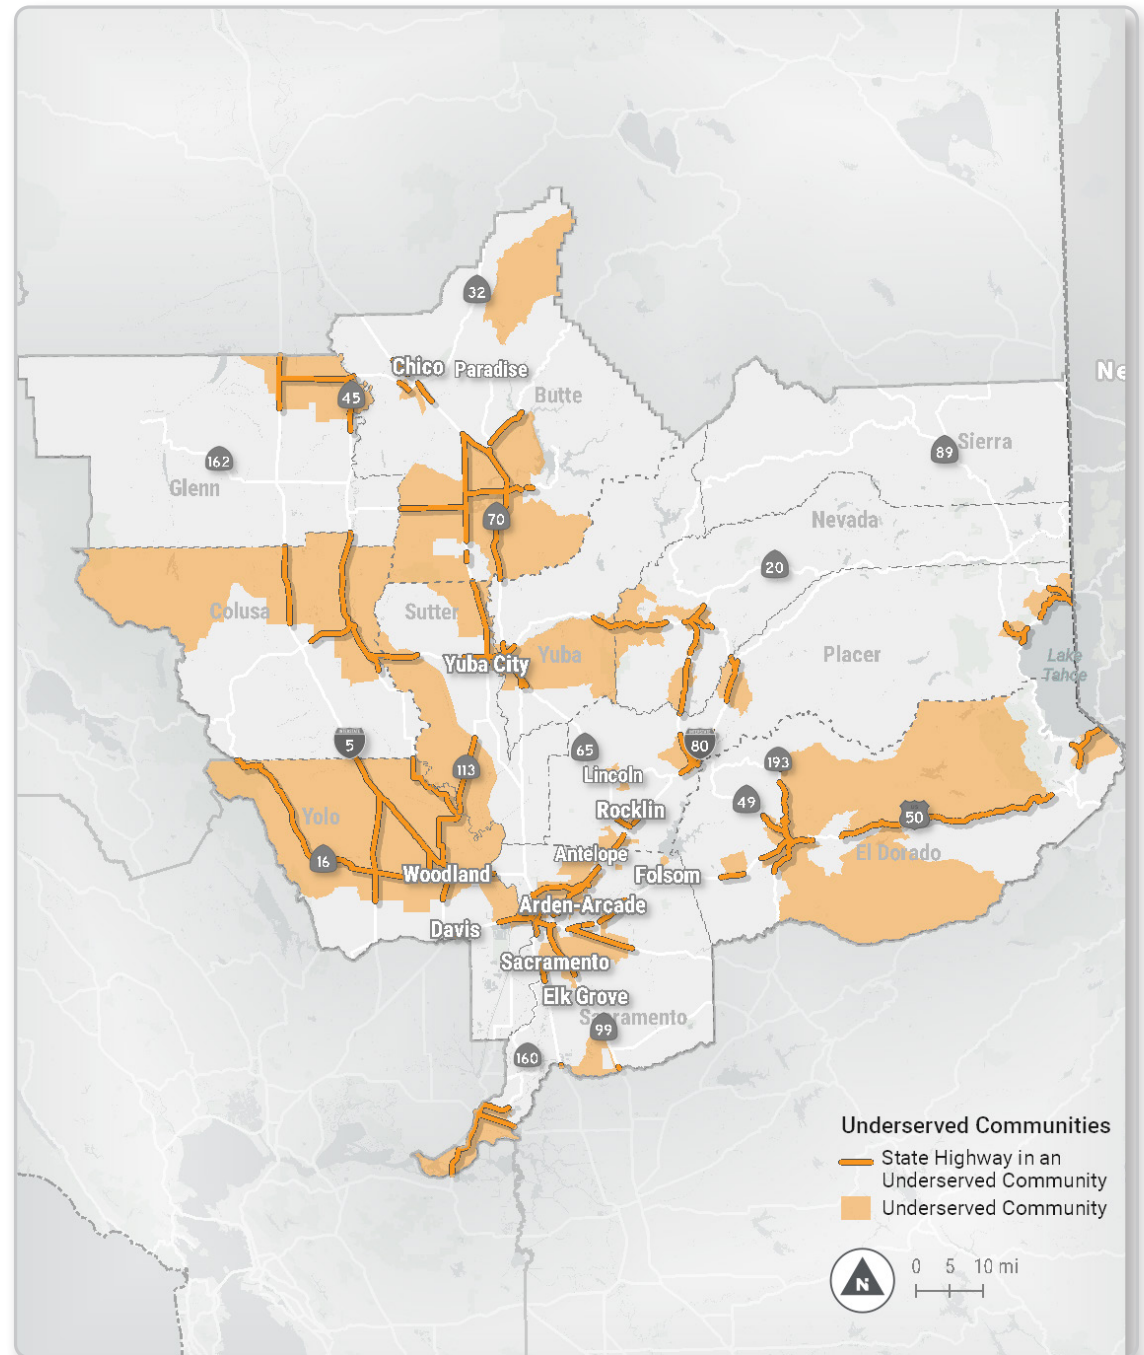 32
Chico
Paradise
Ne
45
Butte
162
89
Sierra
Glenn
70
Nevada
20
Colusa
Sutter
Yuba City
Yuba
Placer
Lake
Tahoe
5
65
80
113
Lincoln
193
49
Rocklin
50
Yolo
16
Antelope
El Dorado
Woodland
Folsom
Arden-Arcade
Davis
Sacramento
Elk Grove
Sacramento
99
160
Underserved Communities
State Highway in an
Underserved Community
Underserved Community
N
0 5 10 mi